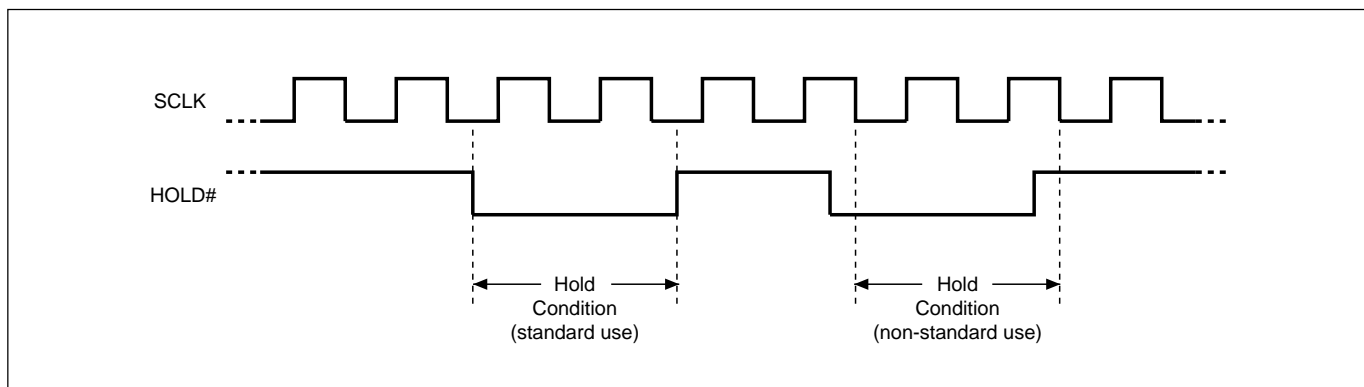 SCLK
HOLD#
Hold
Condition
(standard use)
Hold
Condition
(non-standard use)